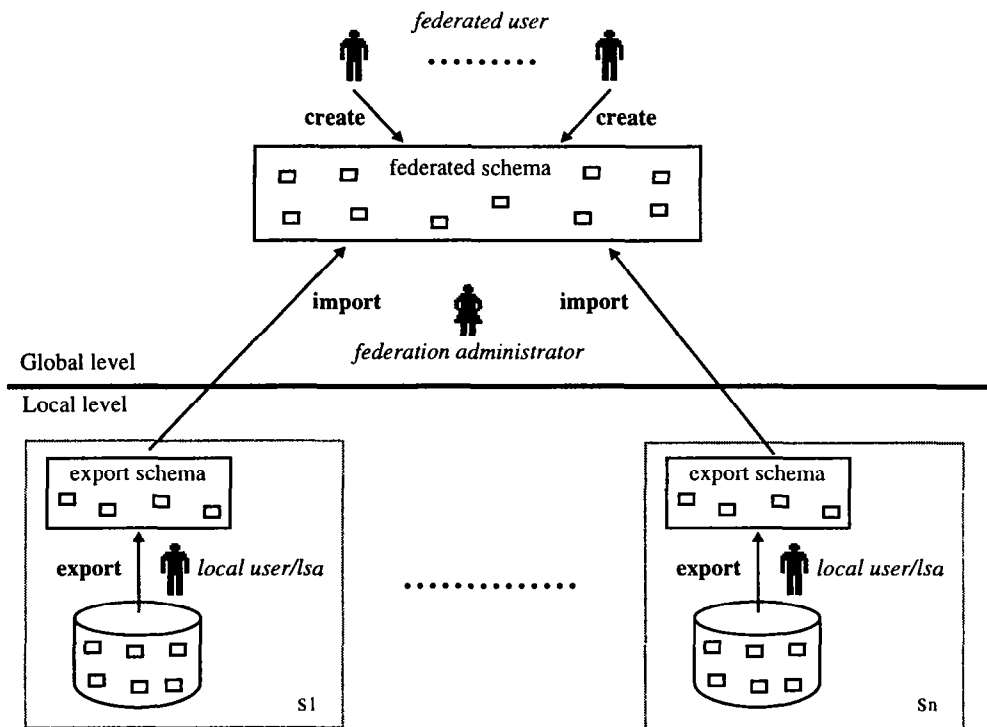 federated user
create
create
federated schema
import
import
federation administrator
Global level
Local level
export schema
export schema
export
local user/lsa
export
local user/lsa
S1
Sn